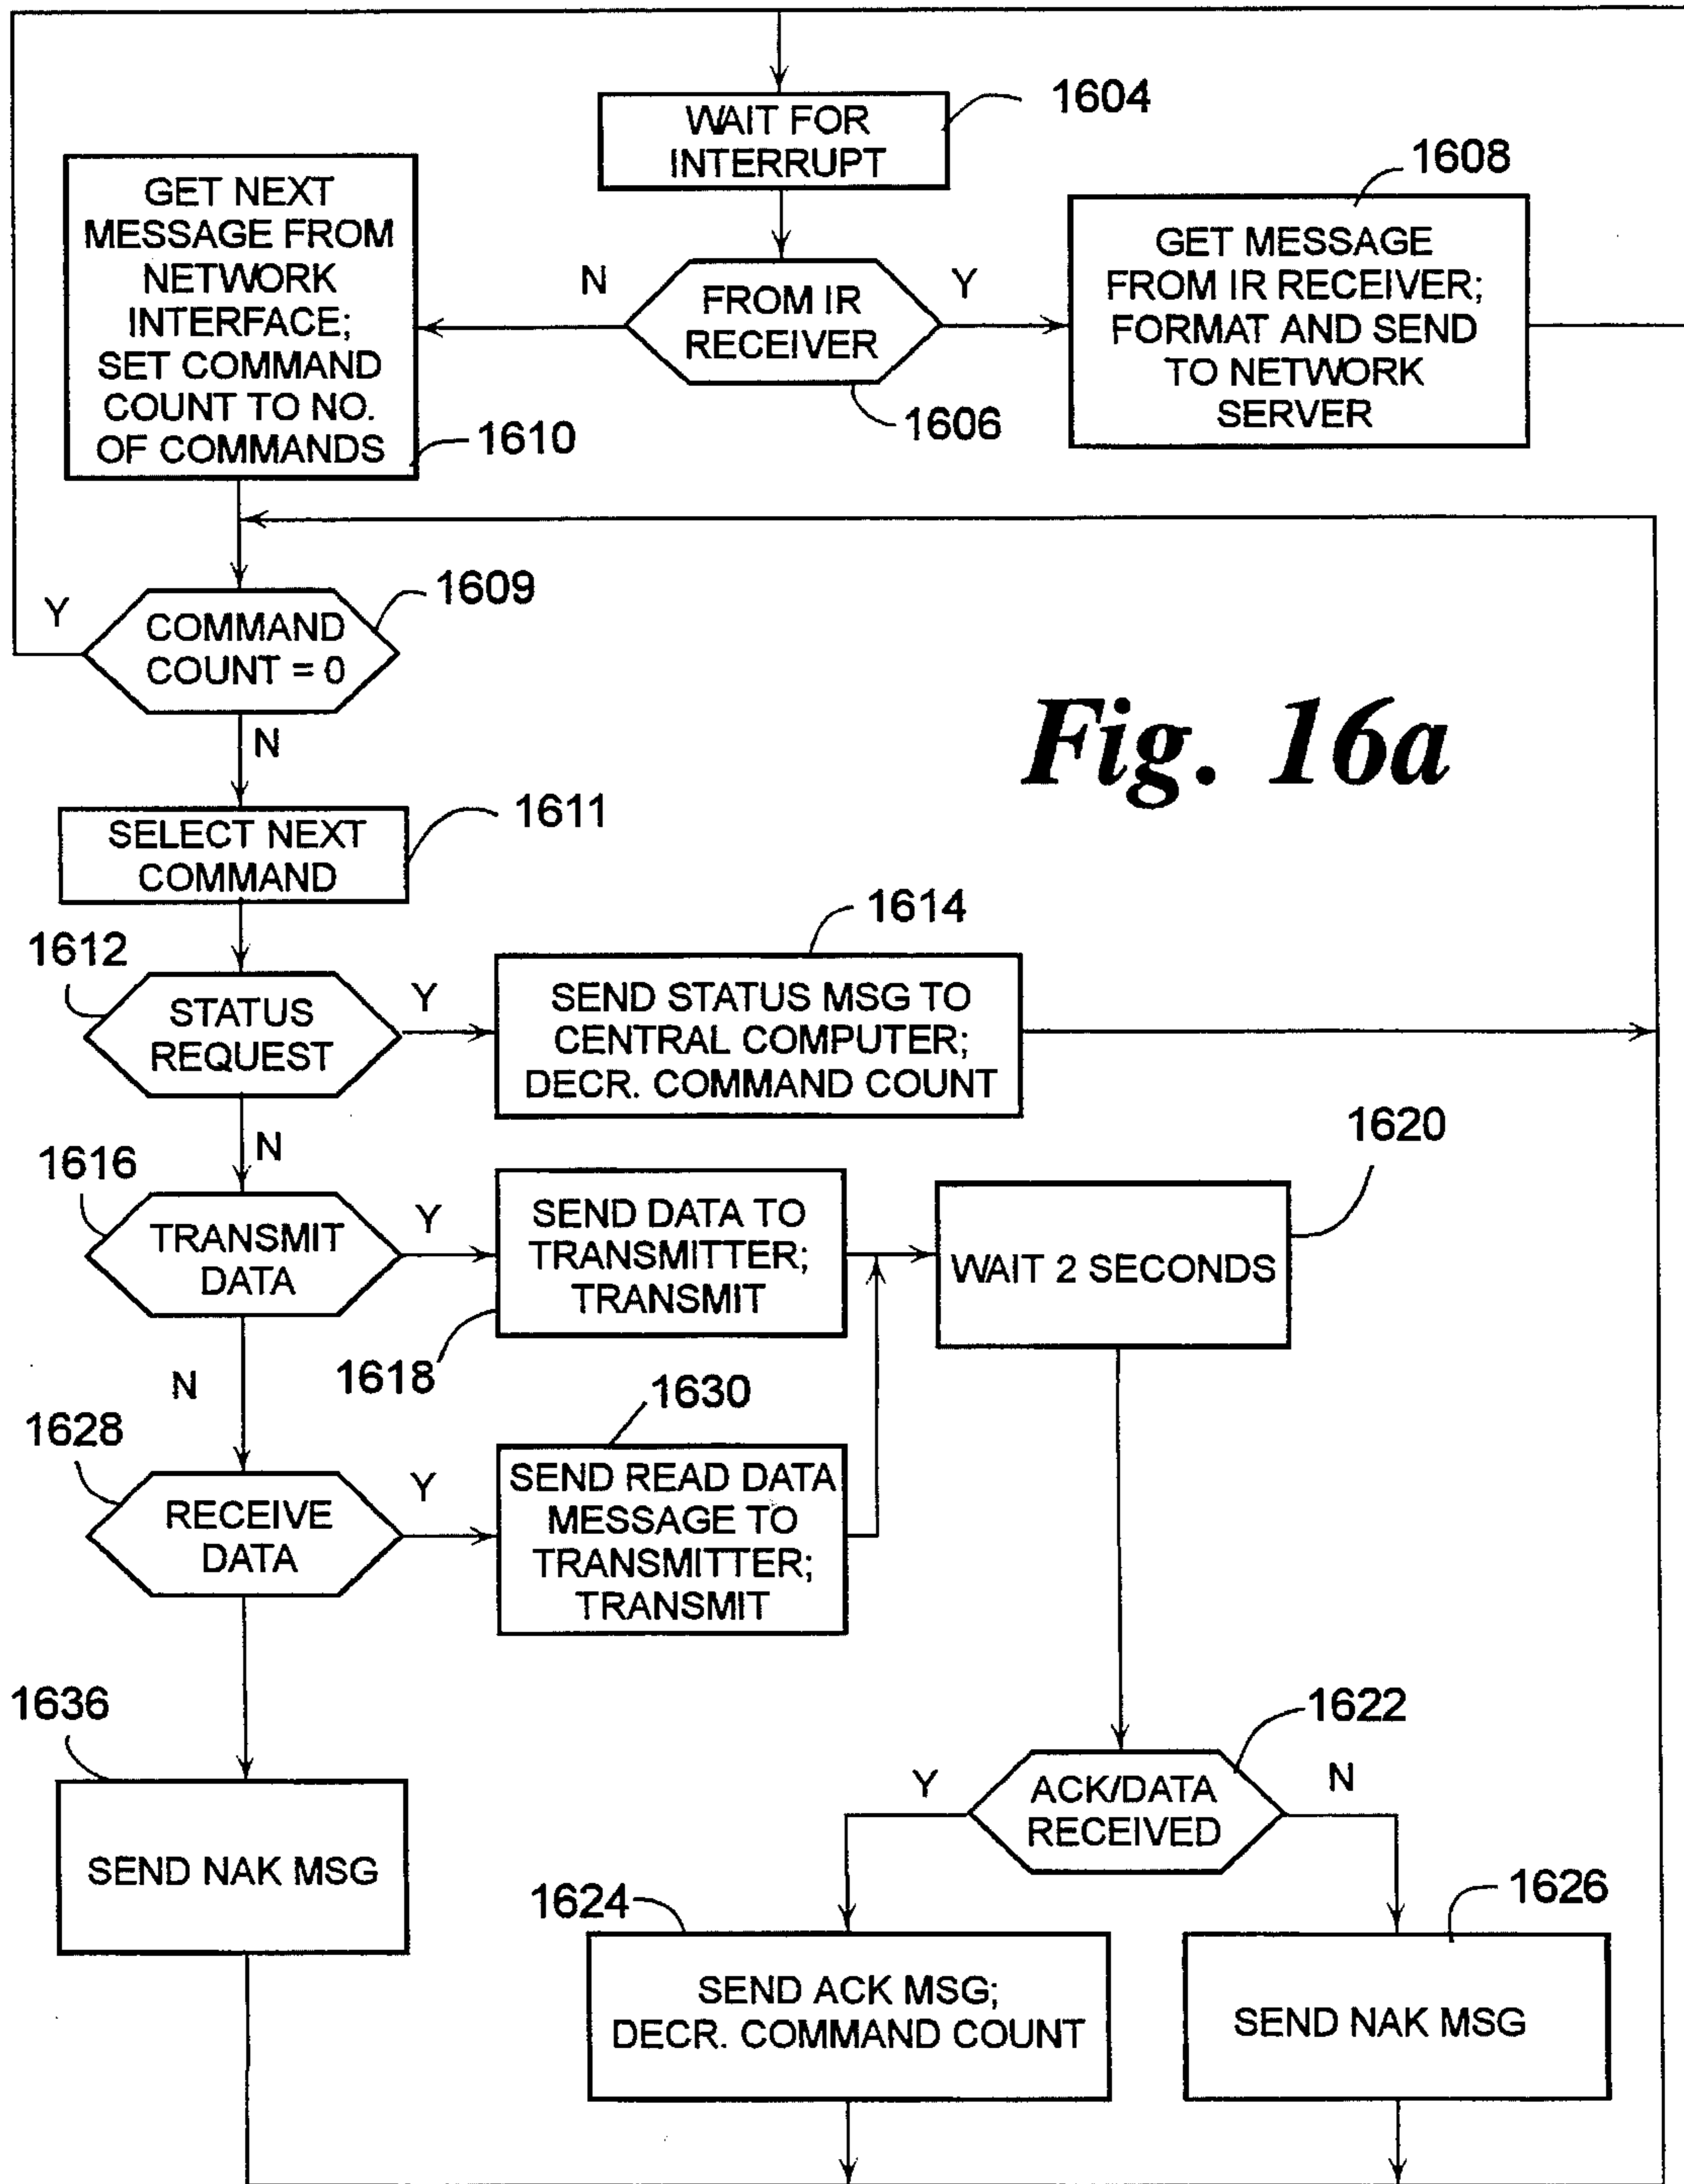 1604
WAIT FOR
INTERRUPT
1608
GET NEXT
MESSAGE FROM
NETWORK
INTERFACE;
SET COMMAND
COUNT TO NO.
OF COMMANDS
1610
N
FROM IR
RECEIVER
Y
1606
GET MESSAGE
FROM IR RECEIVER;
FORMAT AND SEND
TO NETWORK
SERVER
1609
Y
COMMAND
COUNT = 0
N
Fig. 16a
1611
SELECT NEXT
COMMAND
1614
1612
STATUS
REQUEST
Y
SEND STATUS MSG TO
CENTRAL COMPUTER;
DECR. COMMAND COUNT
N
1620
1616
TRANSMIT
DATA
Y
SEND DATA TO
TRANSMITTER;
TRANSMIT
WAIT 2 SECONDS
1618
N
1630
1628
RECEIVE
DATA
Y
SEND READ DATA
MESSAGE TO
TRANSMITTER;
TRANSMIT
1636
1622
SEND NAK MSG
Y
ACK/DATA
RECEIVED
N
1624
1626
SEND ACK MSG;
DECR. COMMAND COUNT
SEND NAK MSG